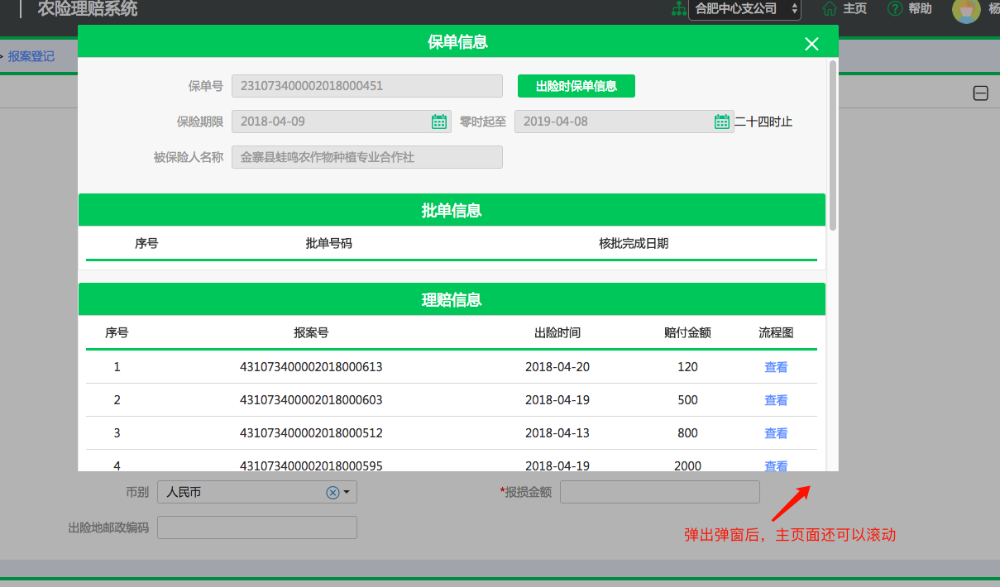 农险理赔系统
合肥中心支公司 主页 ? 帮助 杨
保单信息
> 报案登记
保单号 231073400002018000451 出险时保单信息
保险期限 2018-04-09 零时起至 2019-04-08 二十四时止
被保险人名称 金寨县蛙鸣农作物种植专业合作社
批单信息
序号 批单号码 核批完成日期
理赔信息
序号 报案号 出险时间 赔付金额 流程图
1 431073400002018000613 2018-04-20 120 查看
2 431073400002018000603 2018-04-19 500 查看
3 431073400002018000512 2018-04-13 800 查看
4 431073400002018000595 2018-04-19 2000 查看
币别 人民币 *报损金额
出险地邮政编码
弹出弹窗后，主页面还可以滚动